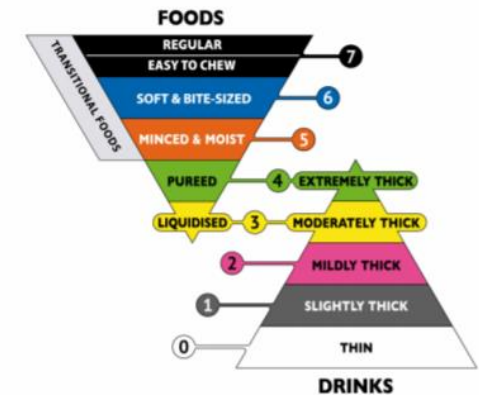 FOODS
TRANSITIONAL FOODS
REGULAR
EASY TO CHEW
7
SOFT & BITE-SIZED
6
MINCED & MOIST
5
PUREED
4
EXTREMELY THICK
LIQUIDISED
3
MODERATELY THICK
2
MILDLY THICK
1
SLIGHTLY THICK
0
THIN
DRINKS